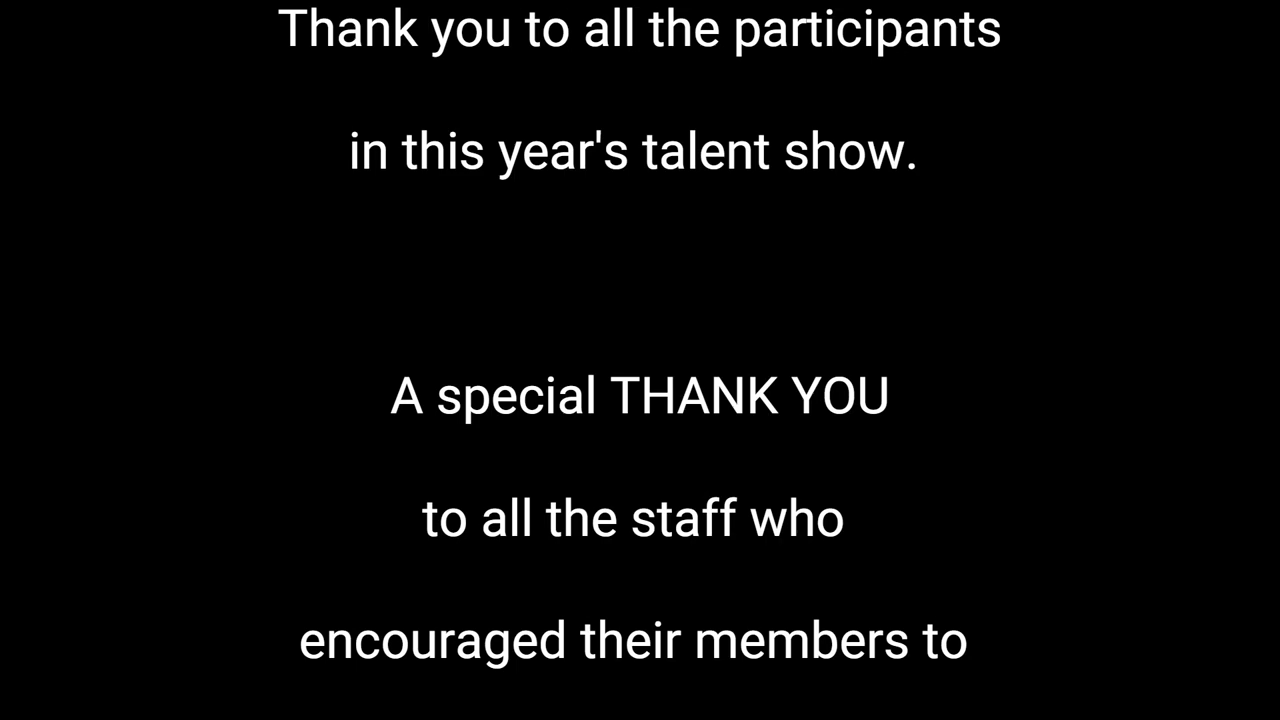 Thank you to all the participants
in this year's talent show.
A special THANK YOU
to all the staff who
encouraged their members to